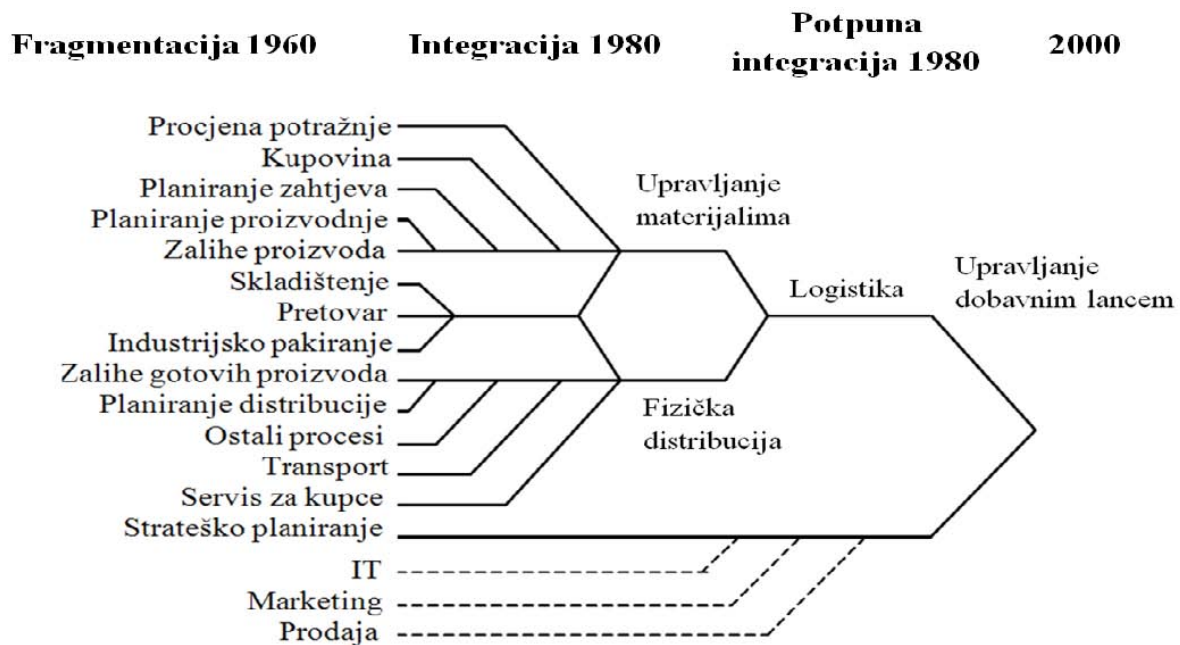 Fragmentacija 1960
Integracija 1980
Potpuna
integracija 1980
2000
Procjena potražnje
Kupovina
Planiranje zahtjeva
Planiranje proizvodnje
Zalihe proizvoda
Skladištenje
Pretovar
Industrijsko pakiranje
Zalihe gotovih proizvoda
Planiranje distribucije
Ostali procesi
Transport
Servis za kupce
Strateško planiranje
IT
Marketing
Prodaja
Upravljanje
materijalima
Fizička
distribucija
Logistika
Upravljanje
dobavnim lancem